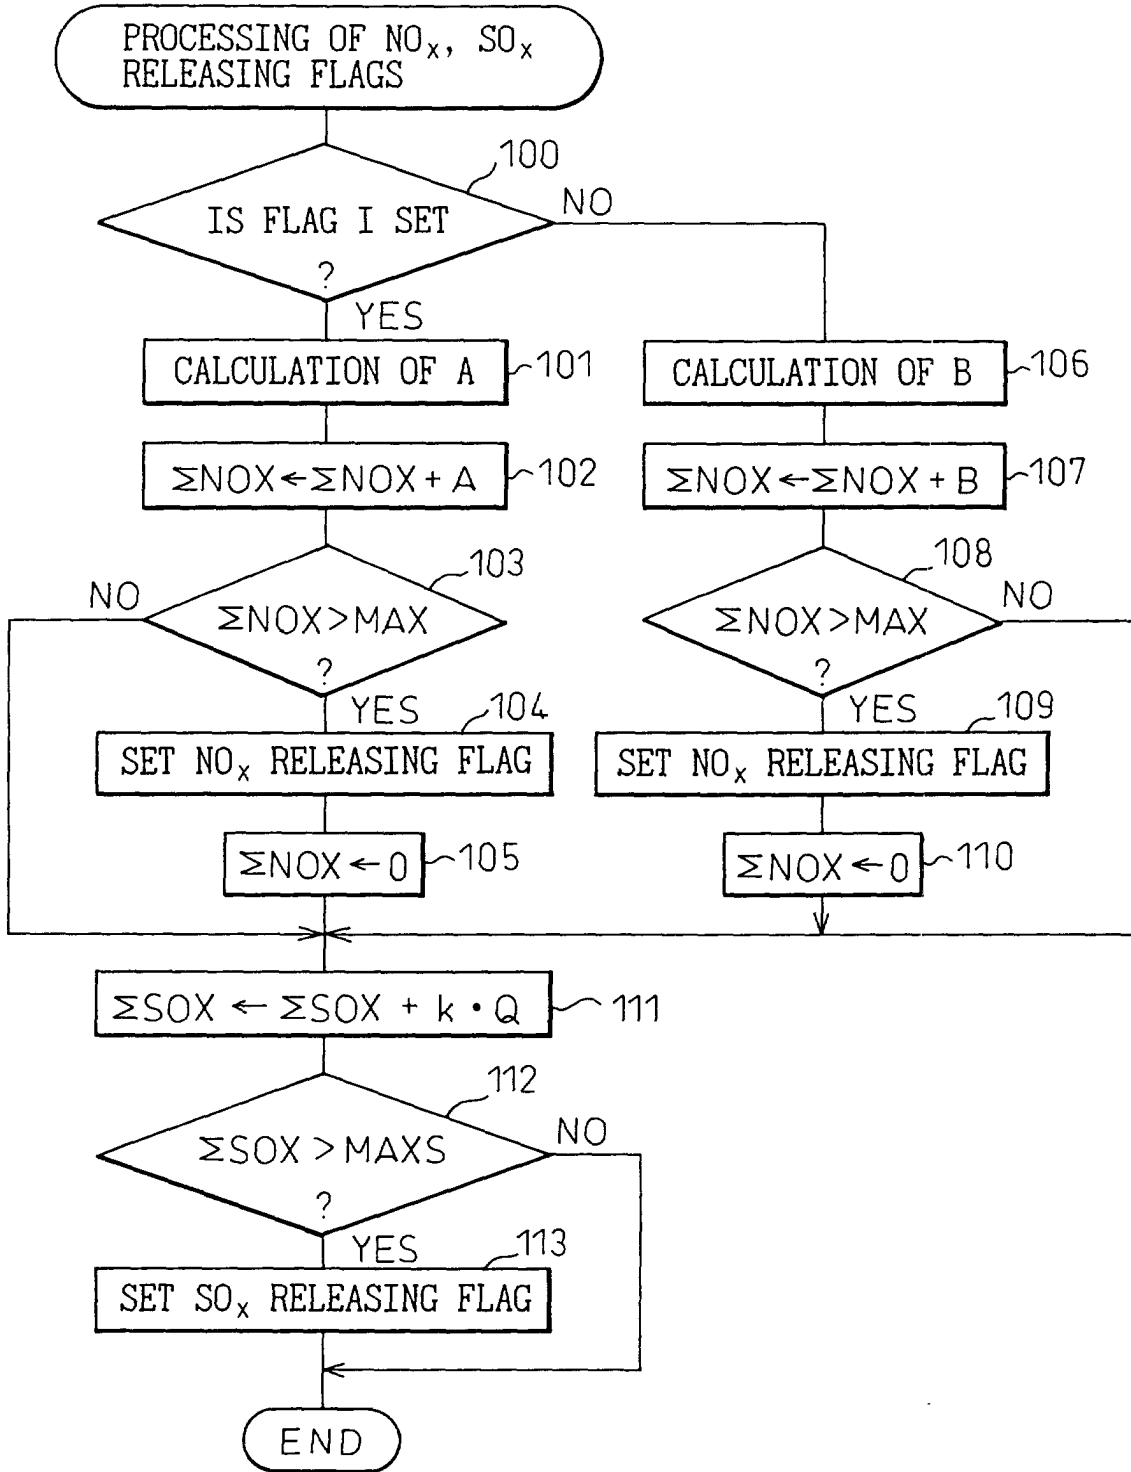 PROCESSING OF NOx, SOx
RELEASING FLAGS
100
IS FLAG I SET
?
NO
YES
CALCULATION OF A
101
ΣNOX←ΣNOX+A
102
ΣNOX>MAX
?
103
NO
YES
104
SET NOx RELEASING FLAG
ΣNOX←0
105
CALCULATION OF B
106
ΣNOX←ΣNOX+B
107
108
ΣNOX>MAX
?
NO
YES
109
SET NOx RELEASING FLAG
ΣNOX←0
110
ΣSOX ← ΣSOX + k・Q
111
112
ΣSOX>MAXS
?
NO
YES
113
SET SOx RELEASING FLAG
END